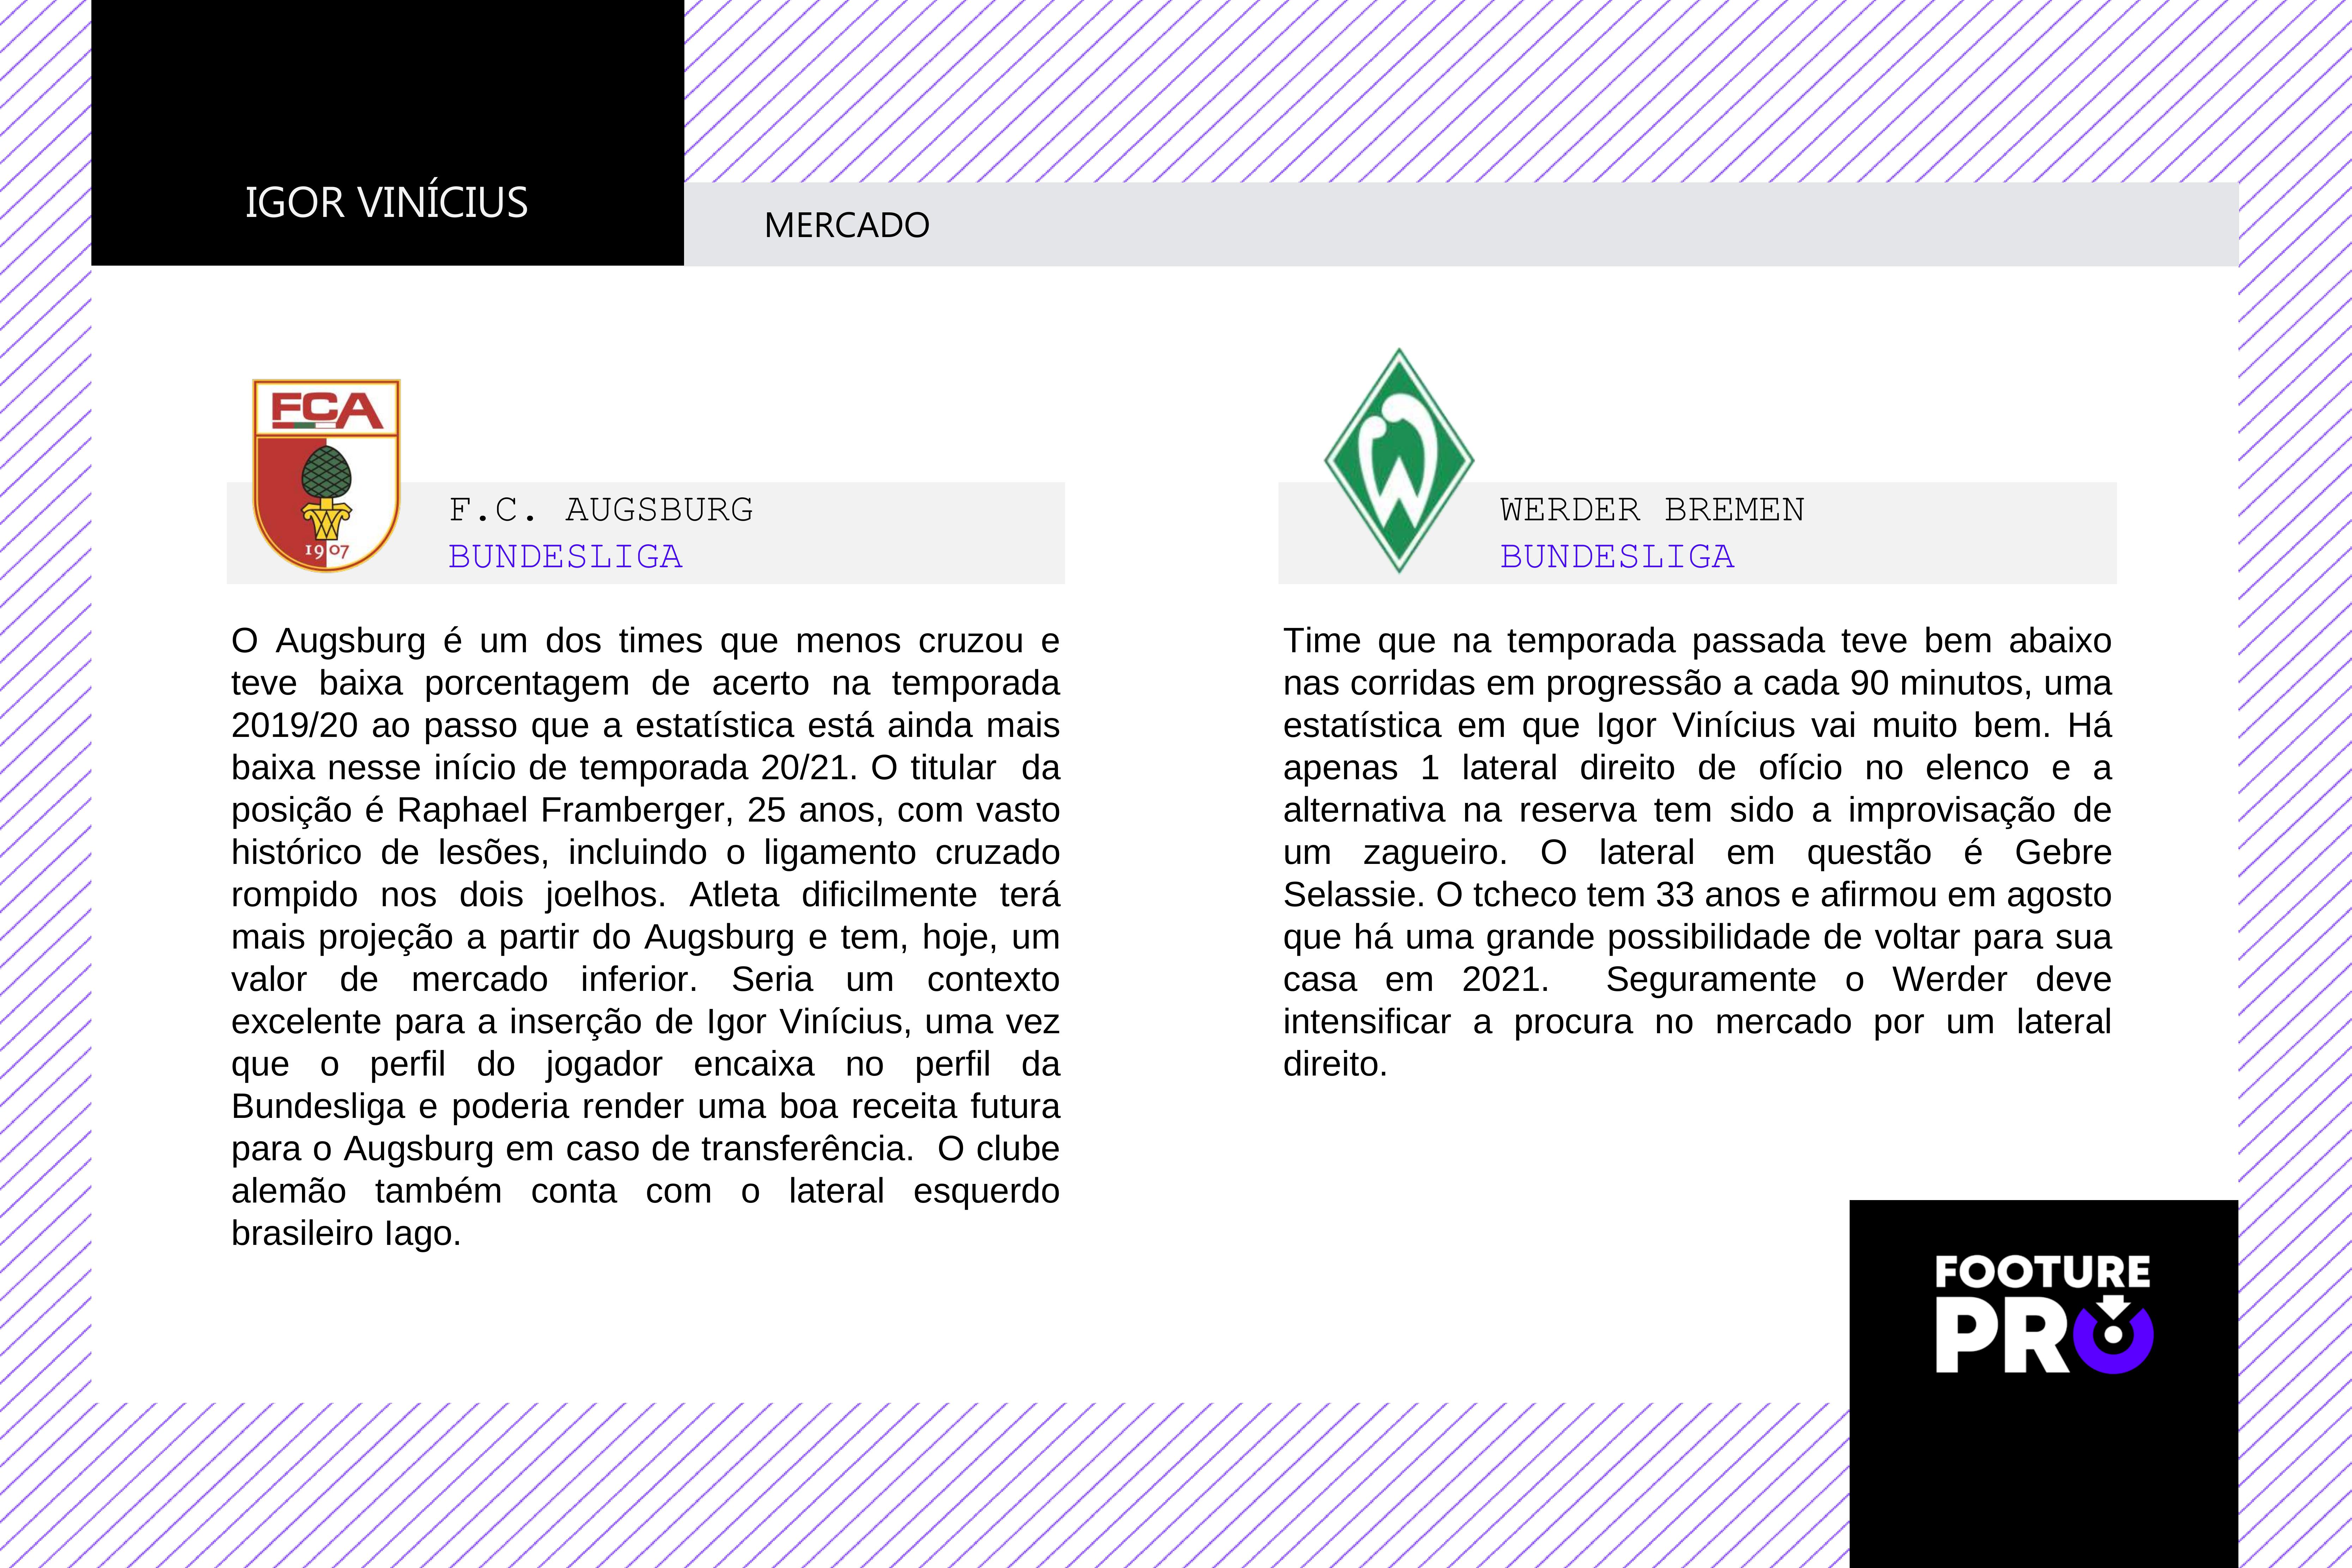 IGOR VINÍCIUS
MERCADO
FCA
1907
F.C. AUGSBURG
BUNDESLIGA
O Augsburg é um dos times que menos cruzou e
teve baixa porcentagem de acerto na temporada
2019/20 ao passo que a estatística está ainda mais
baixa nesse início de temporada 20/21. O titular da
posição é Raphael Framberger, 25 anos, com vasto
histórico de lesões, incluindo o ligamento cruzado
rompido nos dois joelhos. Atleta dificilmente terá
mais projeção a partir do Augsburg e tem, hoje, um
valor de mercado inferior. Seria um contexto
excelente para a inserção de Igor Vinícius, uma vez
que o perfil do jogador encaixa no perfil da
Bundesliga e poderia render uma boa receita futura
para o Augsburg em caso de transferência. O clube
alemão também conta com o lateral esquerdo
brasileiro Iago.
W
WERDER BREMEN
BUNDESLIGA
Time que na temporada passada teve bem abaixo
nas corridas em progressão a cada 90 minutos, uma
estatística em que Igor Vinícius vai muito bem. Há
apenas 1 lateral direito de ofício no elenco e a
alternativa na reserva tem sido a improvisação de
um zagueiro. O lateral em questão é Gebre
Selassie. O tcheco tem 33 anos e afirmou em agosto
que há uma grande possibilidade de voltar para sua
casa em 2021. Seguramente o Werder deve
intensificar a procura no mercado por um lateral
direito.
FOOTURE
PRO